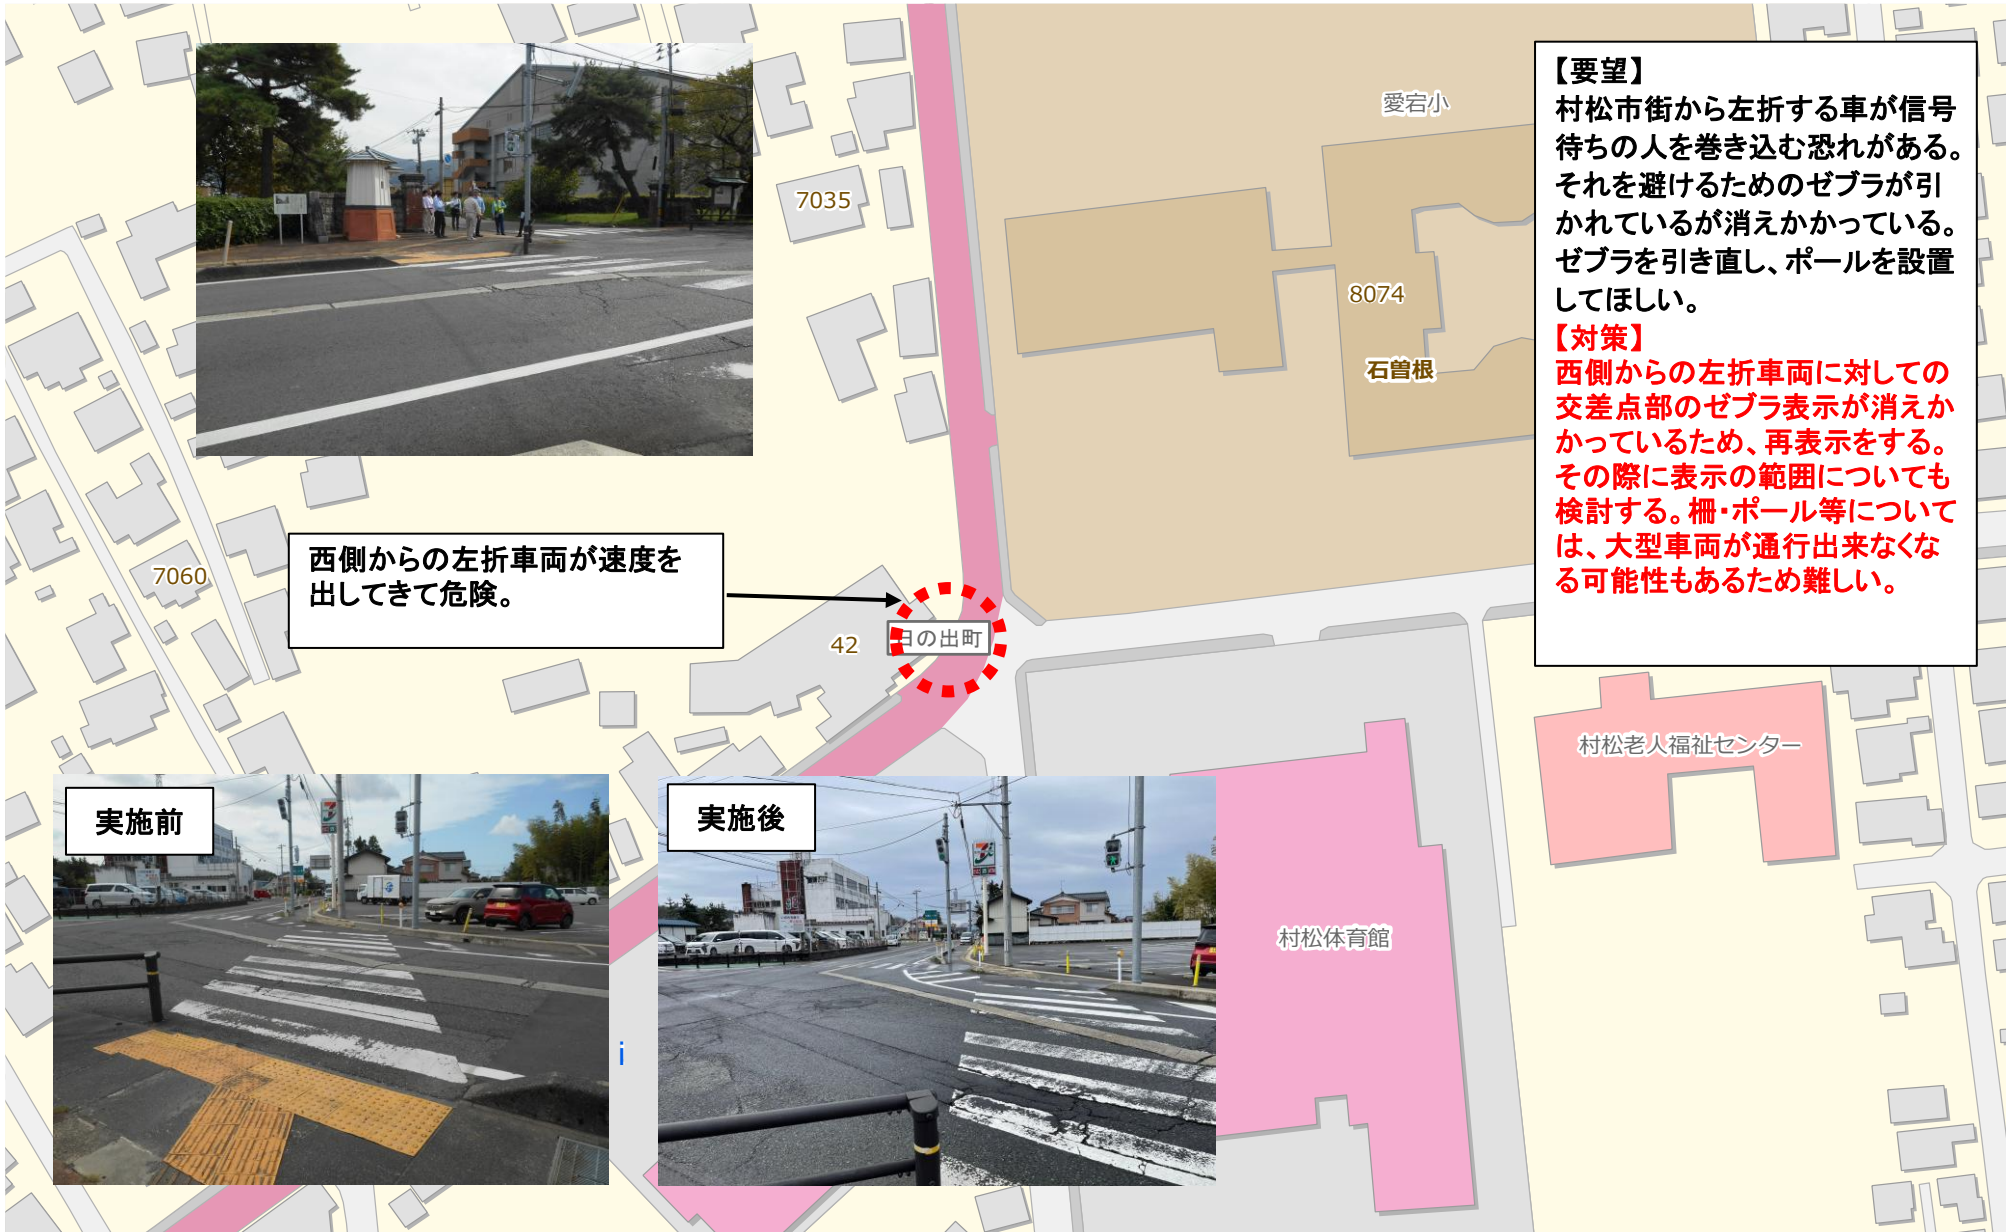 愛宕小
7035
8074
石曽根
【要望】
村松市街から左折する車が信号
待ちの人を巻き込む恐れがある。
それを避けるためのゼブラが引
かれているが消えかかっている。
ゼブラを引き直し、ポールを設置
してほしい。
【対策】
西側からの左折車両に対しての
交差点部のゼブラ表示が消えか
かっているため、再表示をする。
その際に表示の範囲についても
検討する。柵・ポール等について
は、大型車両が通行出来なくな
る可能性もあるため難しい。
西側からの左折車両が速度を
出してきて危険。
7060
42
日の出町
村松老人福祉センター
実施前
実施後
村松体育館
i